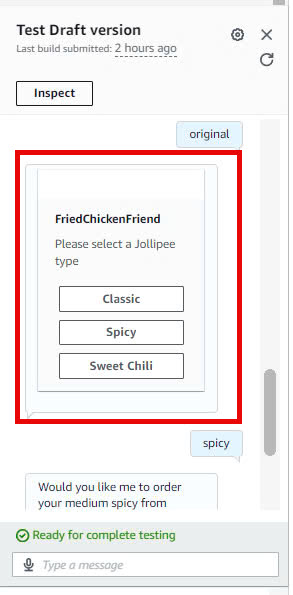 Test Draft version
Last build submitted: 2 hours ago
Inspect
original
FriedChickenFriend
Please select a Jollipee
type
Classic
Spicy
Sweet Chili
spicy
Would you like me to order
your medium spicy from
Ready for complete testing
Type a message